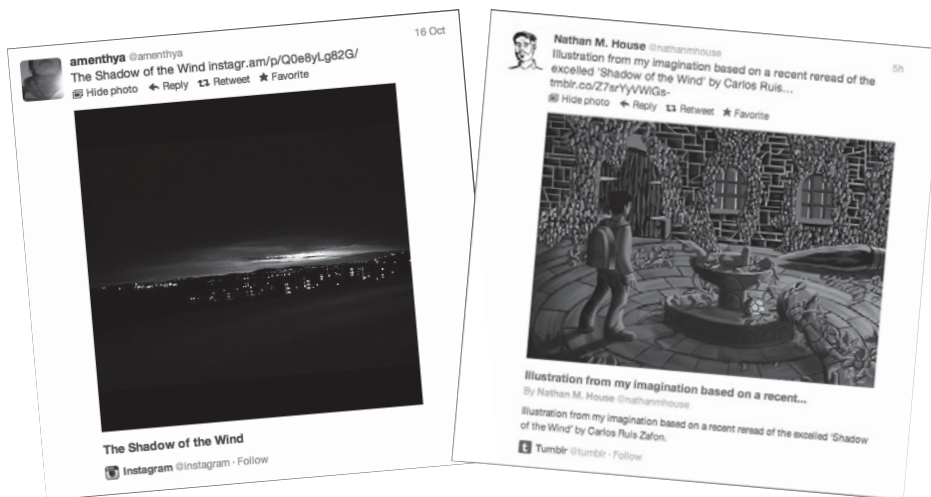 16 Oct
amenthya @amenthya
The Shadow of the Wind instagr.am/p/Q0e8yLg82G/
Hide photo Reply Retweet Favorite
The Shadow of the Wind
Instagram @instagram · Follow
Nathan M. House @nathanmhouse
5h
Illustration from my imagination based on a recent reread of the
excelled 'Shadow of the Wind' by Carlos Ruis...
tmblr.co/Z7srYyVWlGs-
Hide photo Reply Retweet Favorite
Illustration from my imagination based on a recent...
By Nathan M. House @nathanmhouse
Illustration from my imagination based on a recent reread of the excelled 'Shadow
of the Wind' by Carlos Ruis Zafon.
Tumblr @tumblr · Follow